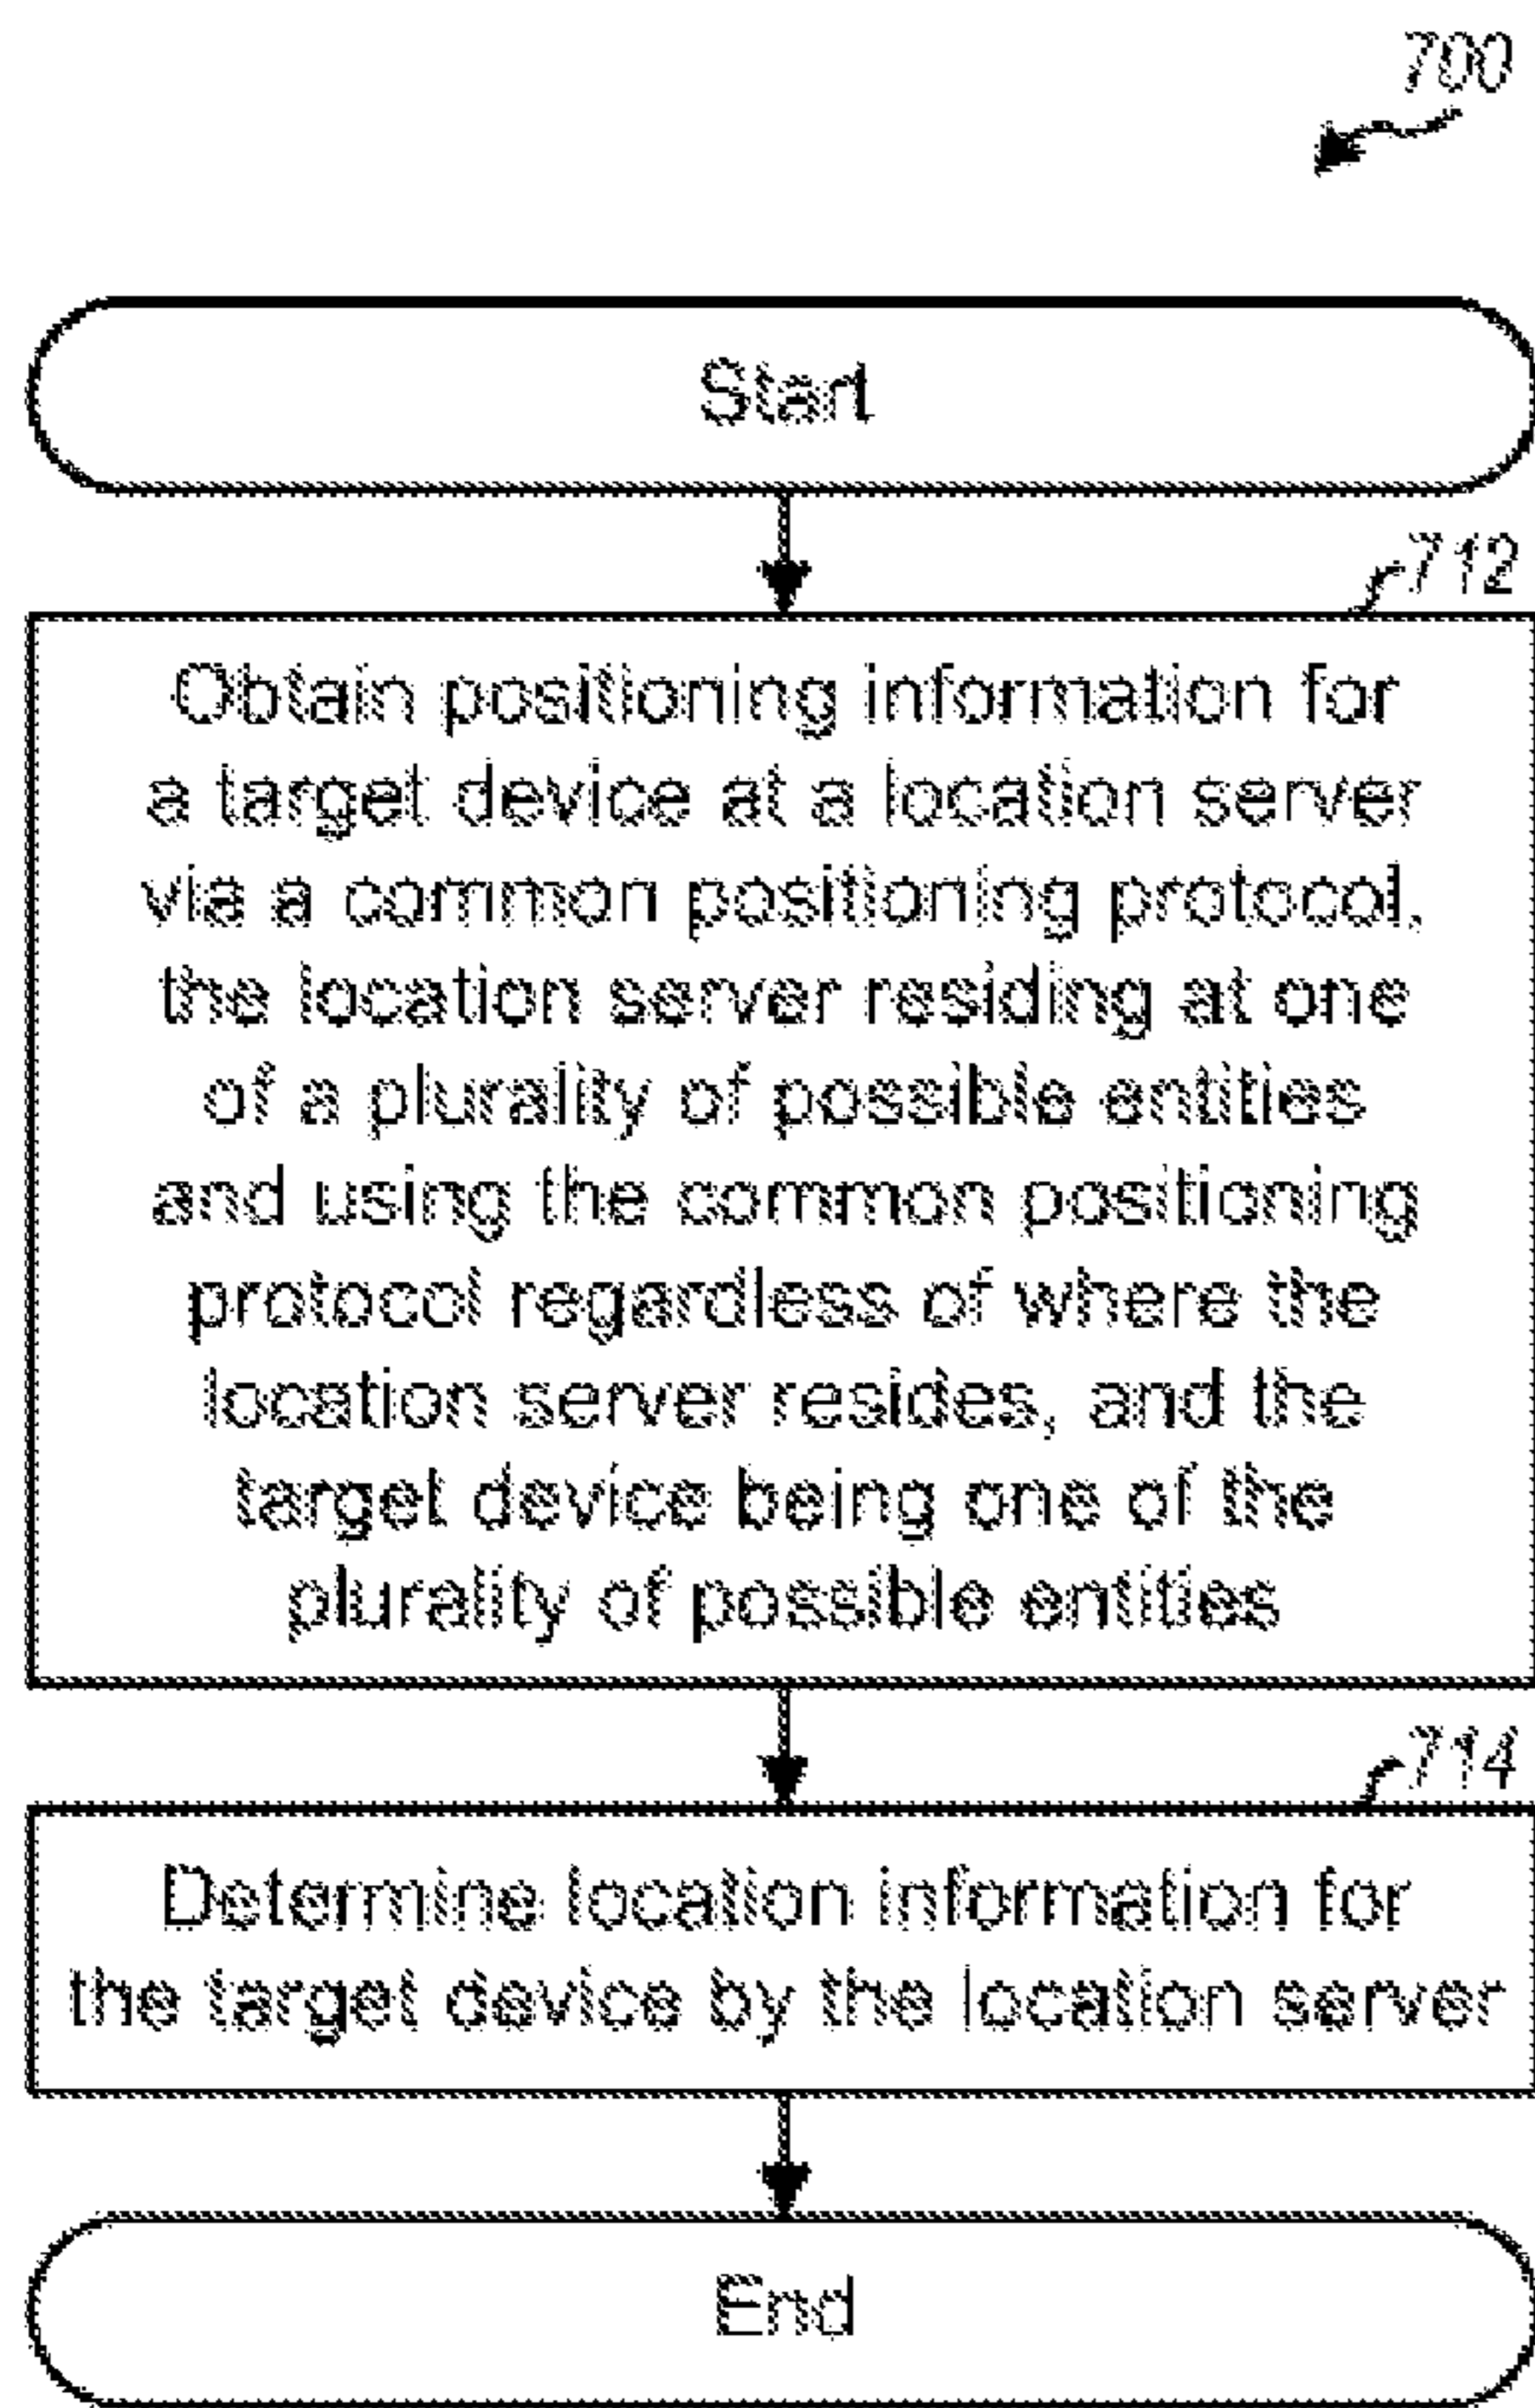 700
Start
712
Obtain positioning information for
a target device at a location server
via a common positioning protocol,
the location server residing at one
of a plurality of possible entities
and using the common positioning
protocol regardless of where the
location server resides, and the
target device being one of the
plurality of possible entities
714
Determine location information for
the target device by the location server
End